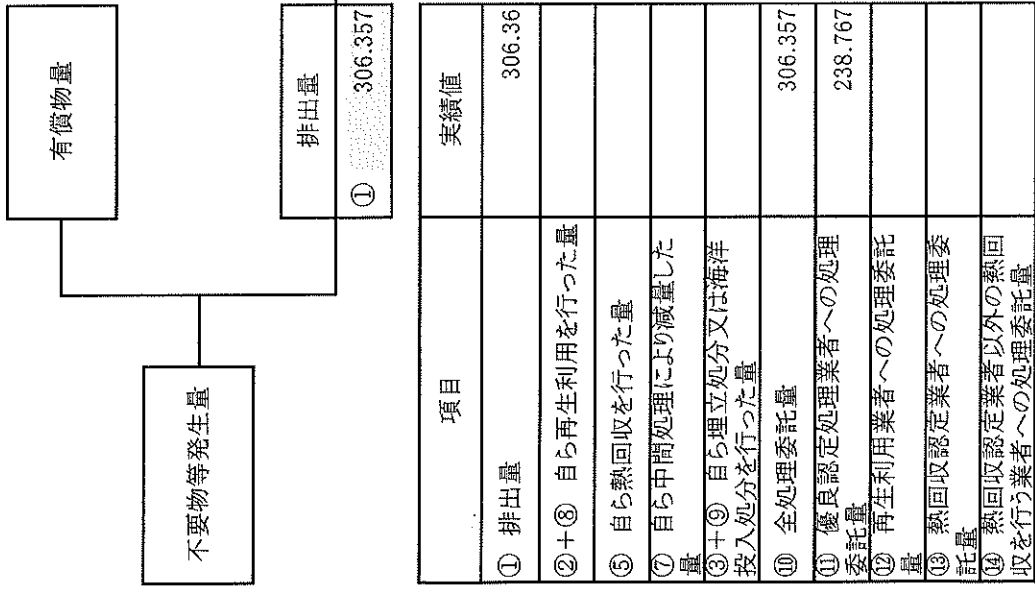 有償物量
不要物等発生量
排出量
① 306.357
項目 実績値
① 排出量 306.36
②+⑧ 自ら再生利用を行った量
⑤ 自ら熱回収を行った量
⑦ 自ら中間処理により減量した
量
③+⑨ 自ら埋立処分又は海洋
投入処分を行った量
⑩ 全処理委託量 306.357
⑪ 優良認定処理業者への処理 238.767
委託量
⑫ 再生利用業者への処理委託
量
⑬ 熱回収認定業者への処理委
託量
⑭ 熱回収認定業者以外の熱回
収を行う業者への処理委託量